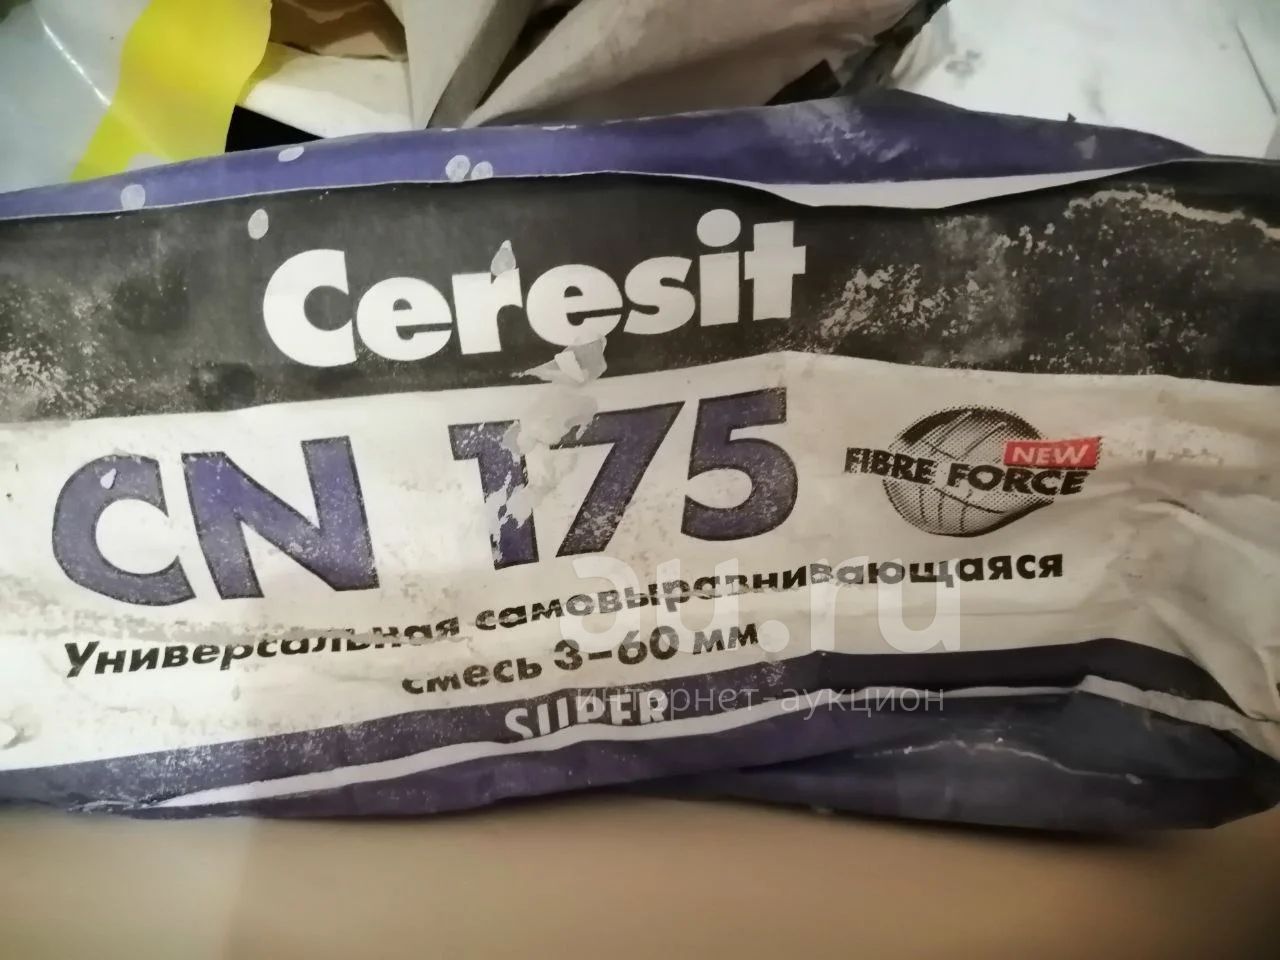 Ceresit
CN 175
FIBRE FORCE
NEW
Универсальная самовыравнивающаяся
смесь 3-60 мм
SUPER
au.ru
интернет-аукцион